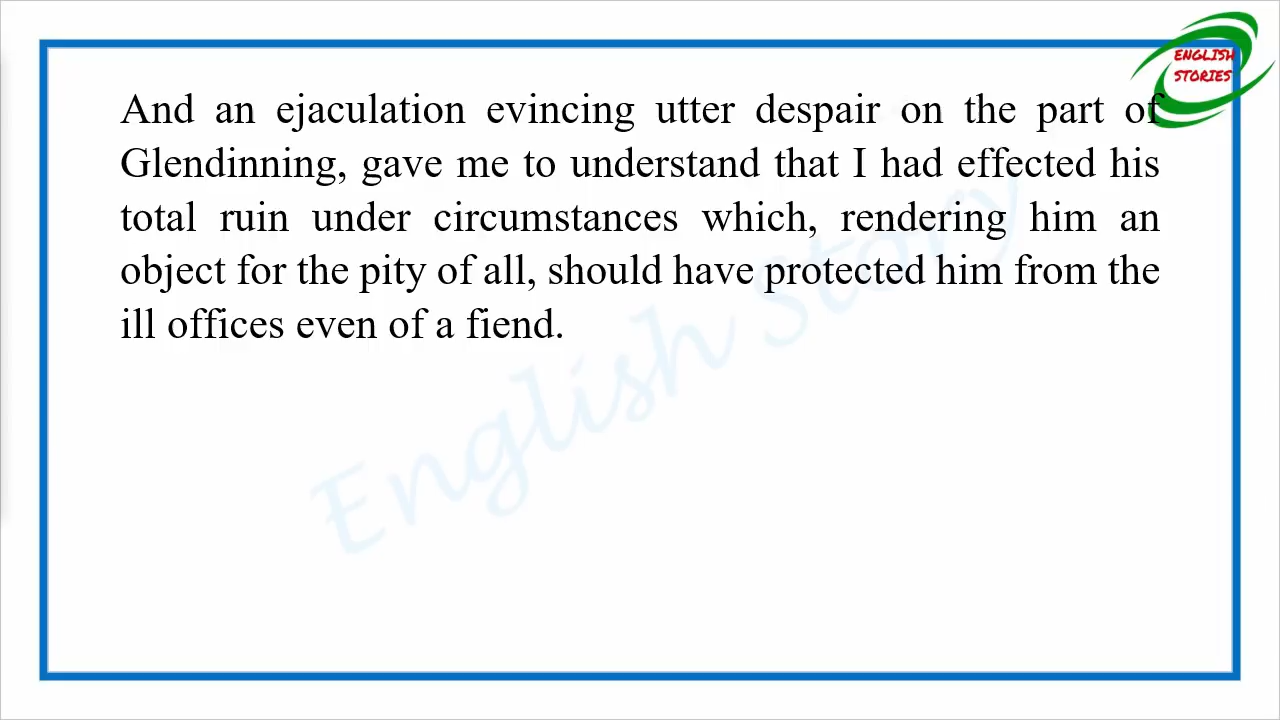 ENGLISH
STORIES
And an ejaculation evincing utter despair on the part of
Glendinning, gave me to understand that I had effected his
total ruin under circumstances which, rendering him an
object for the pity of all, should have protected him from the
ill offices even of a fiend.
English Story